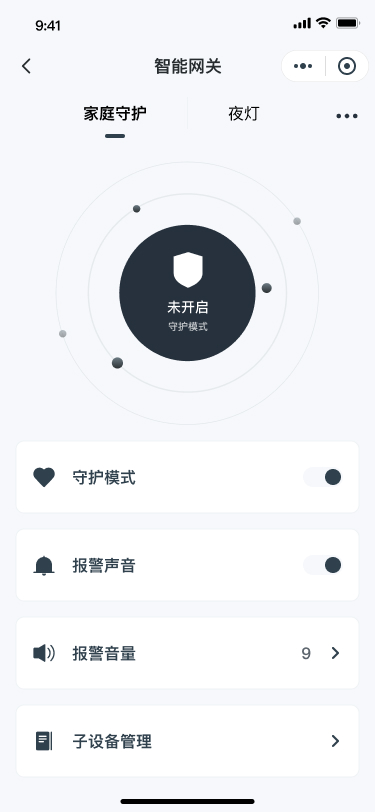 9:41
智能网关
家庭守护
夜灯
未开启
守护模式
守护模式
报警声音
报警音量 9
子设备管理